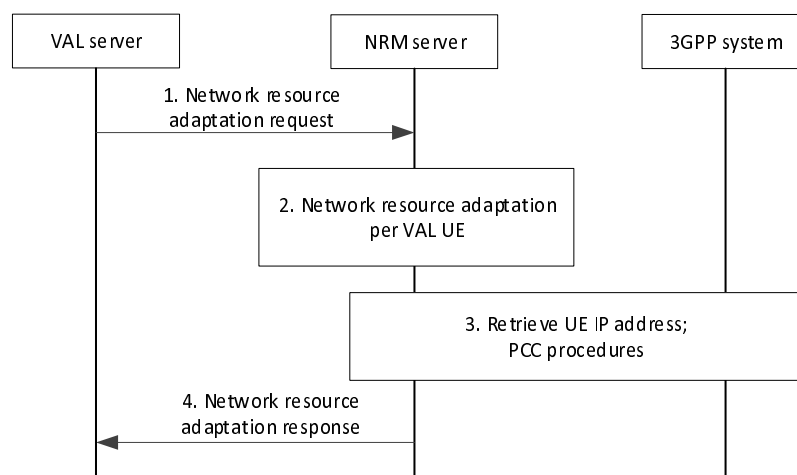 VAL server
NRM server
3GPP system
1. Network resource
adaptation request
2. Network resource adaptation
per VAL UE
3. Retrieve UE IP address;
PCC procedures
4. Network resource
adaptation response